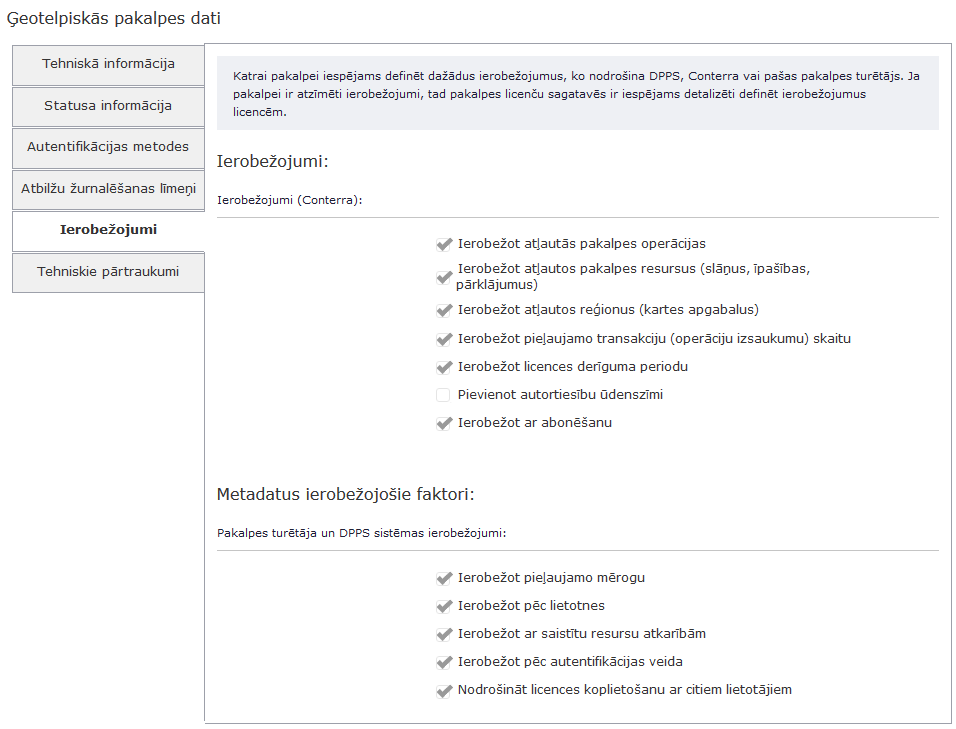 Ģeotelpiskās pakalpes dati
Tehniskā informācija
Statusa informācija
Autentifikācijas metodes
Atbilžu žurnalēšanas līmeņi
Ierobežojumi
Tehniskie pārtraukumi
Katrai pakalpei iespējams definēt dažādus ierobežojumus, ko nodrošina DPPS, Conterra vai pašas pakalpes turētājs. Ja
pakalpei ir atzīmēti ierobežojumi, tad pakalpes licenču sagatavēs ir iespējams detalizēti definēt ierobežojumus
licencēm.
Ierobežojumi:
Ierobežojumi (Conterra):
Ierobežot atļautās pakalpes operācijas
Ierobežot atļautos pakalpes resursus (slāņus, īpašības,
pārklājumus)
Ierobežot atļautos reģionus (kartes apgabalus)
Ierobežot pieļaujamo transakciju (operāciju izsaukumu) skaitu
Ierobežot licences derīguma periodu
Pievienot autortiesību ūdenszīmi
Ierobežot ar abonēšanu
Metadatus ierobežojošie faktori:
Pakalpes turētāja un DPPS sistēmas ierobežojumi:
Ierobežot pieļaujamo mērogu
Ierobežot pēc lietotnes
Ierobežot ar saistītu resursu atkarībām
Ierobežot pēc autentifikācijas veida
Nodrošināt licences koplietošanu ar citiem lietotājiem